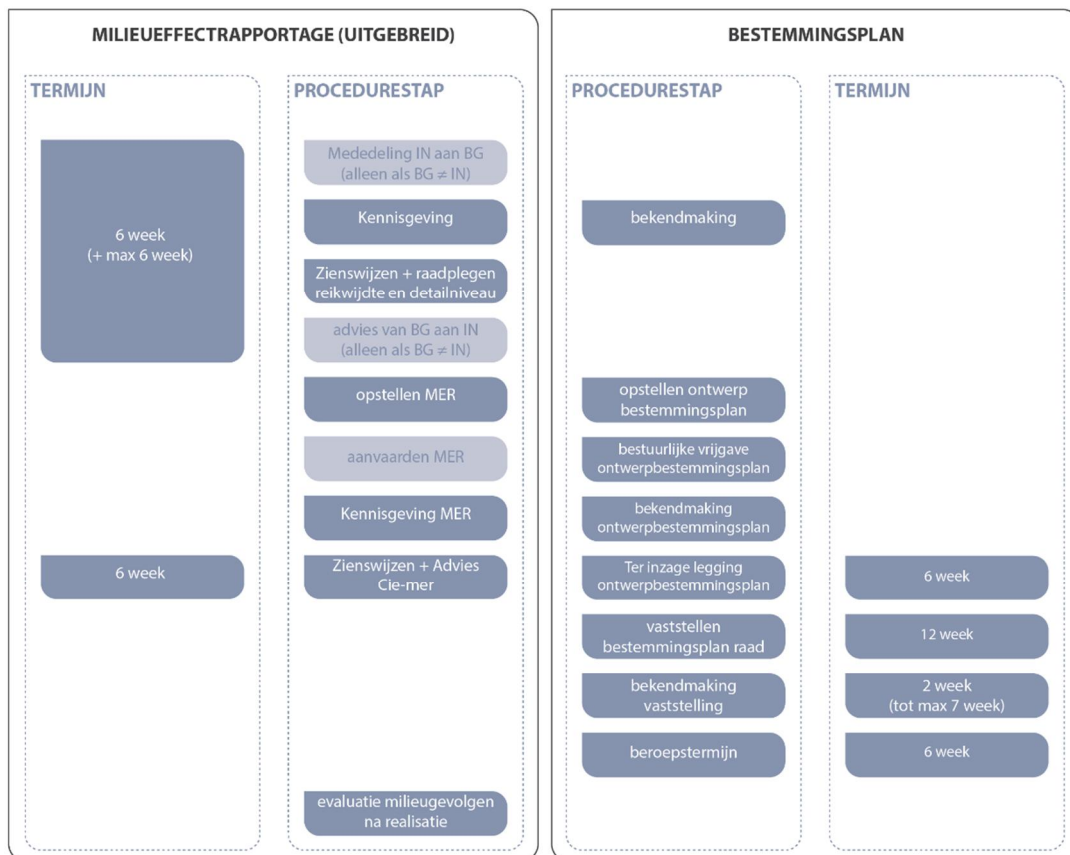 MILIEUEFFECTRAPPORTAGE (UITGEBREID)
TERMIJN
PROCEDURESTAP
6 week
(+ max 6 week)
Mededeling IN aan BG
(alleen als BG ≠ IN)
Kennisgeving
Zienswijzen + raadplegen
reikwijdte en detailniveau
advies van BG aan IN
(alleen als BG ≠ IN)
opstellen MER
aanvaarden MER
Kennisgeving MER
6 week
Zienswijzen + Advies
Cie-mer
evaluatie milieugevolgen
na realisatie
BESTEMMINGSPLAN
PROCEDURESTAP
TERMIJN
bekendmaking
opstellen ontwerp
bestemmingsplan
bestuurlijke vrijgave
ontwerpbestemmingsplan
bekendmaking
ontwerpbestemmingsplan
Ter inzage legging
ontwerpbestemmingsplan
6 week
vaststellen
bestemmingsplan raad
12 week
bekendmaking
vaststelling
2 week
(tot max 7 week)
beroepstermijn
6 week